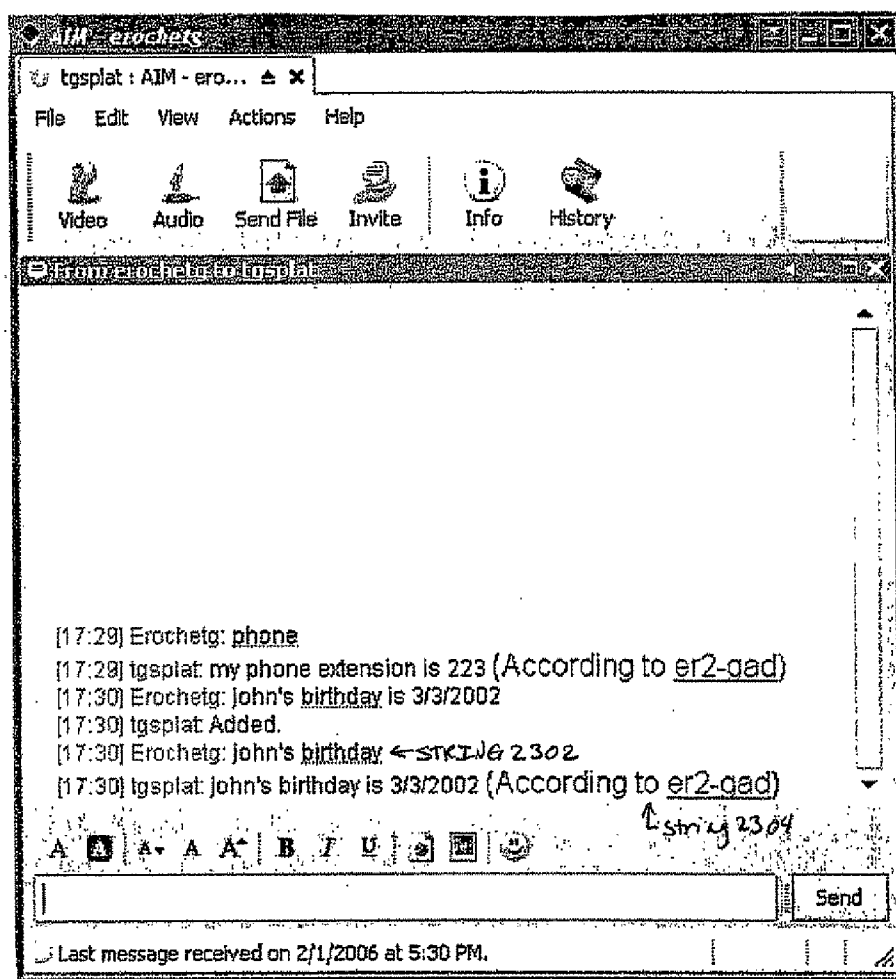 AIM - erochets
tgsplat : AIM - ero... ×
File Edit View Actions Help
Video Audio Send File Invite Info History
From erochetg to tgsplat
[17:29] Erochetg: phone
[17:29] tgsplat: my phone extension is 223 (According to er2-gad)
[17:30] Erochetg: john's birthday is 3/3/2002
[17:30] tgsplat: Added.
[17:30] Erochetg: john's birthday ← STRING 2302
[17:30] tgsplat: john's birthday is 3/3/2002 (According to er2-gad)
string 2304
A A A A A B I U
Send
Last message received on 2/1/2006 at 5:30 PM.